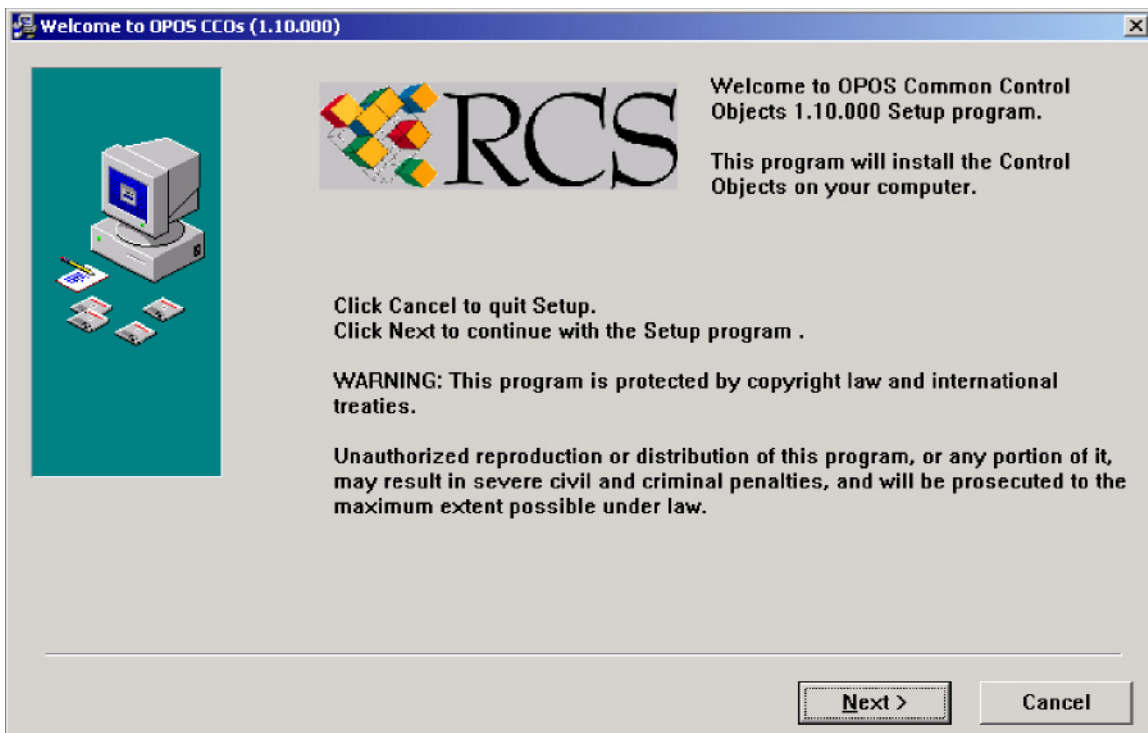 Welcome to OPOS CCOs (1.10.000)
RCS
Welcome to OPOS Common Control
Objects 1.10.000 Setup program.
This program will install the Control
Objects on your computer.
Click Cancel to quit Setup.
Click Next to continue with the Setup program .
WARNING: This program is protected by copyright law and international
treaties.
Unauthorized reproduction or distribution of this program, or any portion of it,
may result in severe civil and criminal penalties, and will be prosecuted to the
maximum extent possible under law.
Next >
Cancel